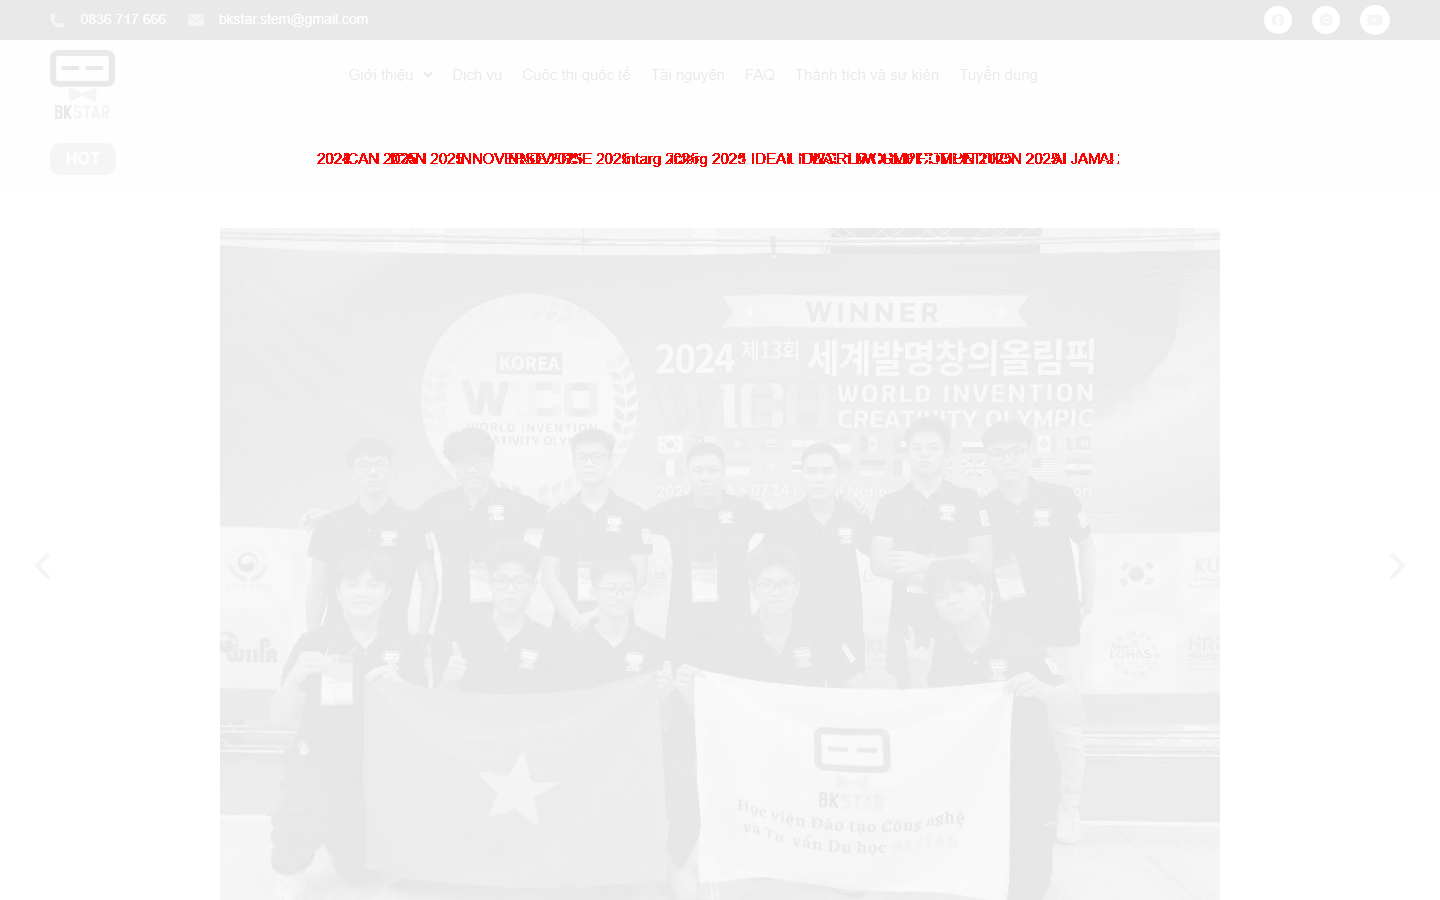 0836 717 666
bkstar.stem@gmail.com
BKSTAR
Giới thiệu
Dịch vụ
Cuộc thi quốc tế
Tài nguyên
FAQ
Thành tích và sự kiện
Tuyển dụng
HOT
WINNER
KOREA
WICO
WORLD INVENTION
2024 제13회 세계발명창의올림픽
WICO WORLD INVENTION
CREATIVITY OLYMPIC
LOHAS
BKSTAR
Học viện Đào tạo Công nghệ
và Tư vấn Du học BKSTAR